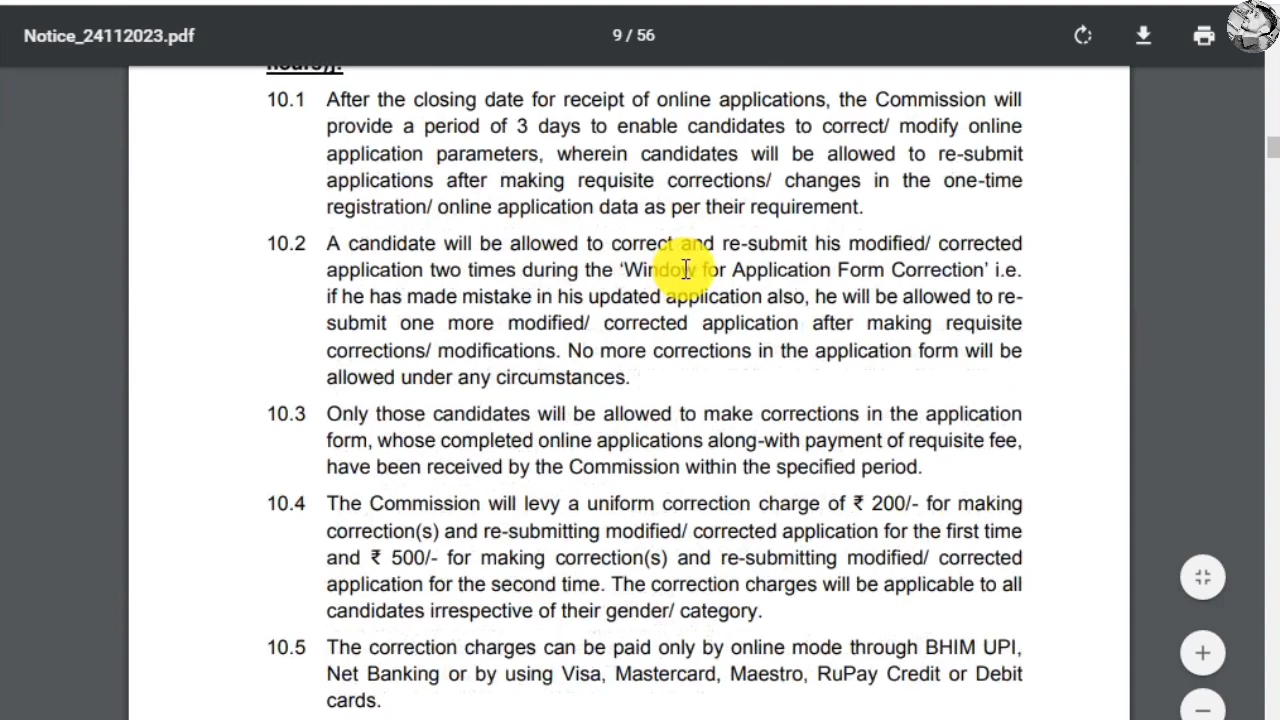 Notice_24112023.pdf
9 / 56
hours)].
10.1 After the closing date for receipt of online applications, the Commission will
provide a period of 3 days to enable candidates to correct/ modify online
application parameters, wherein candidates will be allowed to re-submit
applications after making requisite corrections/ changes in the one-time
registration/ online application data as per their requirement.
10.2 A candidate will be allowed to correct and re-submit his modified/ corrected
application two times during the ‘Window for Application Form Correction’ i.e.
if he has made mistake in his updated application also, he will be allowed to re-
submit one more modified/ corrected application after making requisite
corrections/ modifications. No more corrections in the application form will be
allowed under any circumstances.
10.3 Only those candidates will be allowed to make corrections in the application
form, whose completed online applications along-with payment of requisite fee,
have been received by the Commission within the specified period.
10.4 The Commission will levy a uniform correction charge of ₹ 200/- for making
correction(s) and re-submitting modified/ corrected application for the first time
and ₹ 500/- for making correction(s) and re-submitting modified/ corrected
application for the second time. The correction charges will be applicable to all
candidates irrespective of their gender/ category.
10.5 The correction charges can be paid only by online mode through BHIM UPI,
Net Banking or by using Visa, Mastercard, Maestro, RuPay Credit or Debit
cards.